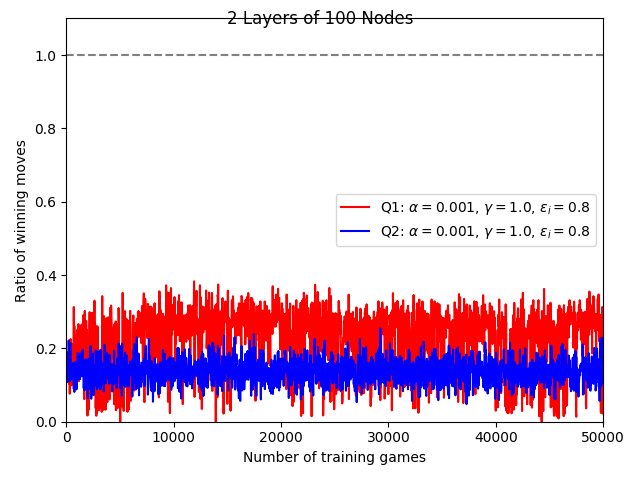 2 Layers of 100 Nodes
1.0
0.8
0.6
0.4
0.2
0.0
Ratio of winning moves
Q1: α = 0.001, γ = 1.0, ε_i = 0.8
Q2: α = 0.001, γ = 1.0, ε_i = 0.8
0 10000 20000 30000 40000 50000
Number of training games